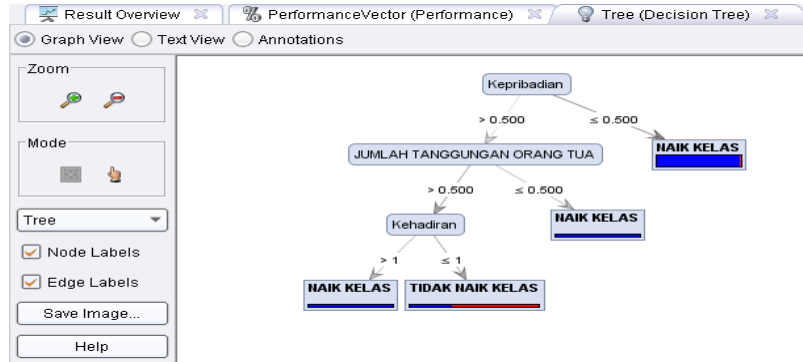 Result Overview
% PerformanceVector (Performance)
Tree (Decision Tree)
Graph View Text View Annotations
Zoom
Mode
Tree
Node Labels
Edge Labels
Save Image...
Help
Kepribadian
> 0.500 ≤ 0.500
JUMLAH TANGGUNGAN ORANG TUA
NAIK KELAS
> 0.500 ≤ 0.500
Kehadiran
NAIK KELAS
> 1 ≤ 1
NAIK KELAS
TIDAK NAIK KELAS